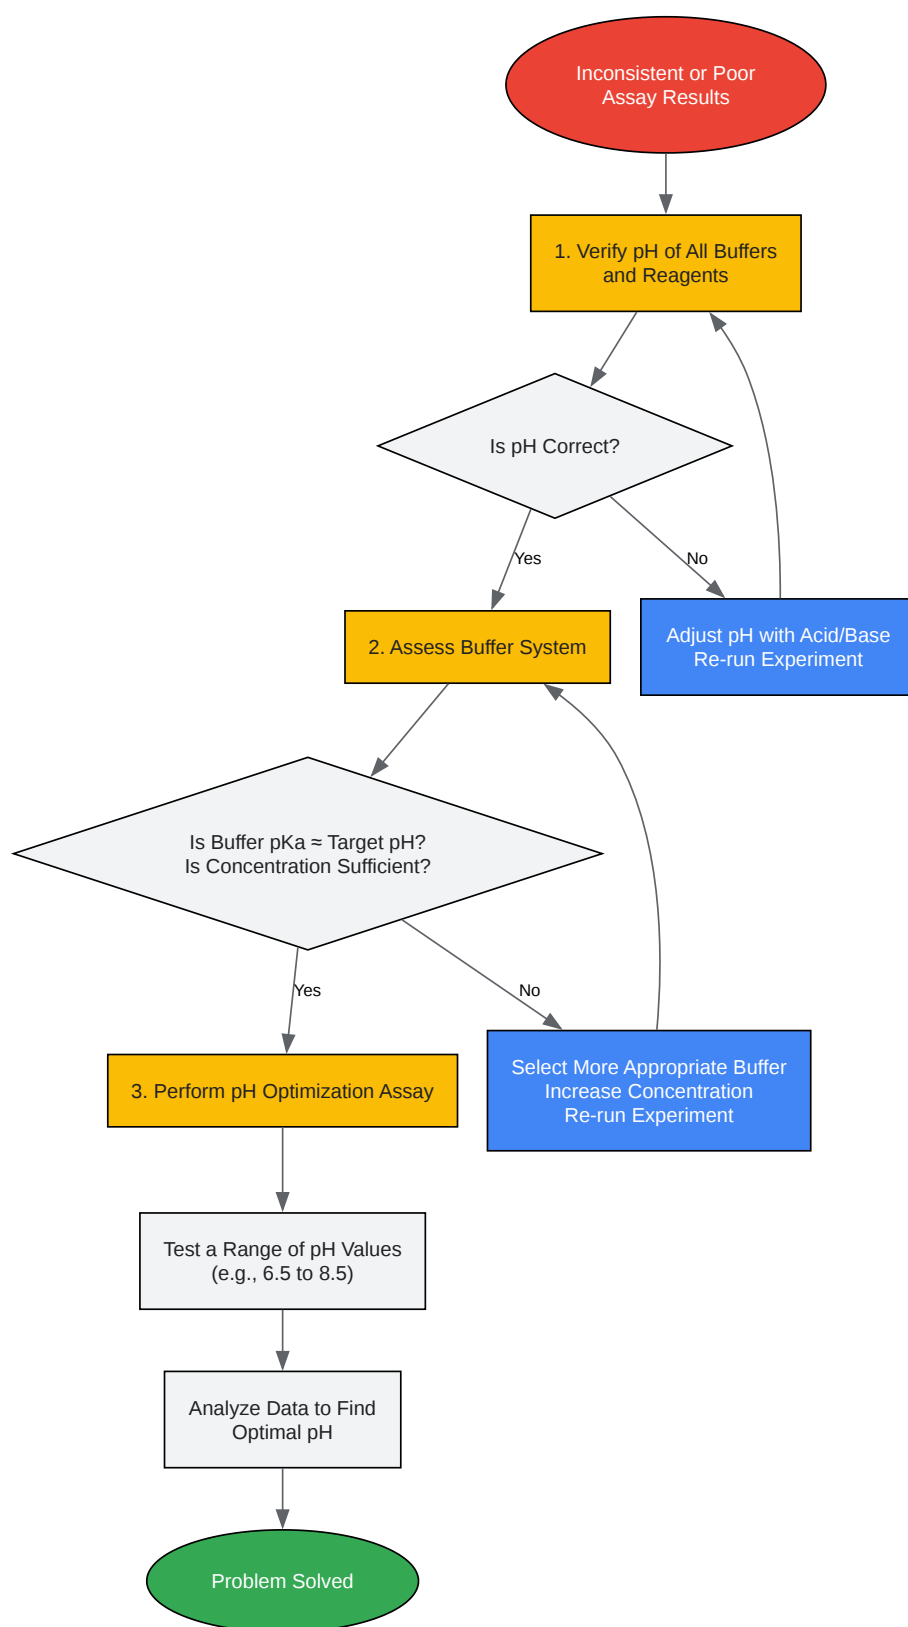 Inconsistent or Poor
Assay Results
1. Verify pH of All Buffers
and Reagents
Is pH Correct?
Yes
No
2. Assess Buffer System
Adjust pH with Acid/Base
Re-run Experiment
Is Buffer pKa ≈ Target pH?
Is Concentration Sufficient?
Yes
No
3. Perform pH Optimization Assay
Select More Appropriate Buffer
Increase Concentration
Re-run Experiment
Test a Range of pH Values
(e.g., 6.5 to 8.5)
Analyze Data to Find
Optimal pH
Problem Solved